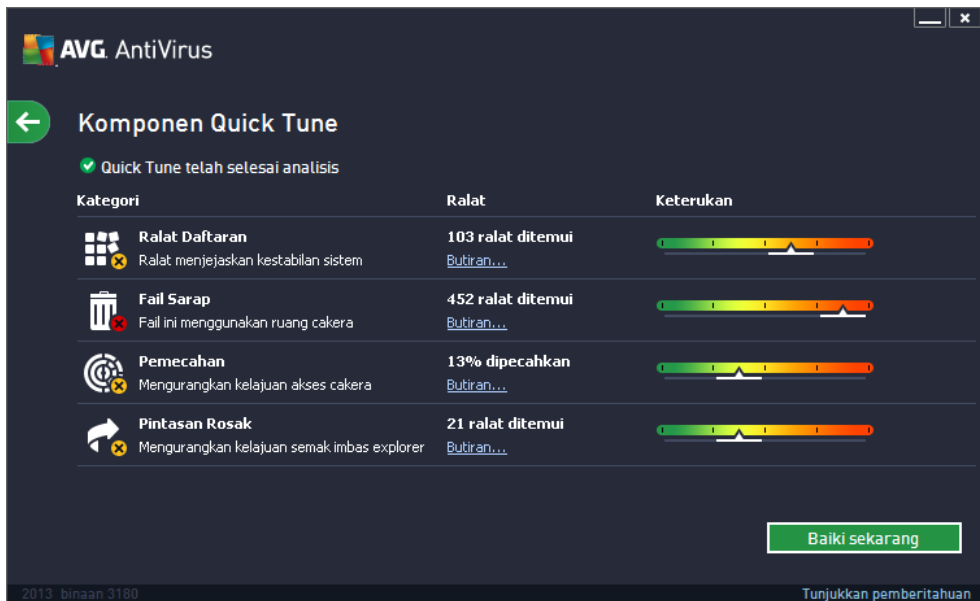 AVG. AntiVirus
Komponen Quick Tune
Quick Tune telah selesai analisis
Kategori Ralat Keterukan
Ralat Daftaran 103 ralat ditemui
Ralat menjejaskan kestabilan sistem Butiran...
Fail Sarap 452 ralat ditemui
Fail ini menggunakan ruang cakera Butiran...
Pemecahan 13% dipecahkan
Mengurangkan kelajuan akses cakera Butiran...
Pintasan Rosak 21 ralat ditemui
Mengurangkan kelajuan semak imbas explorer Butiran...
Baiki sekarang
2013 binaan 3180 Tunjukkan pemberitahuan